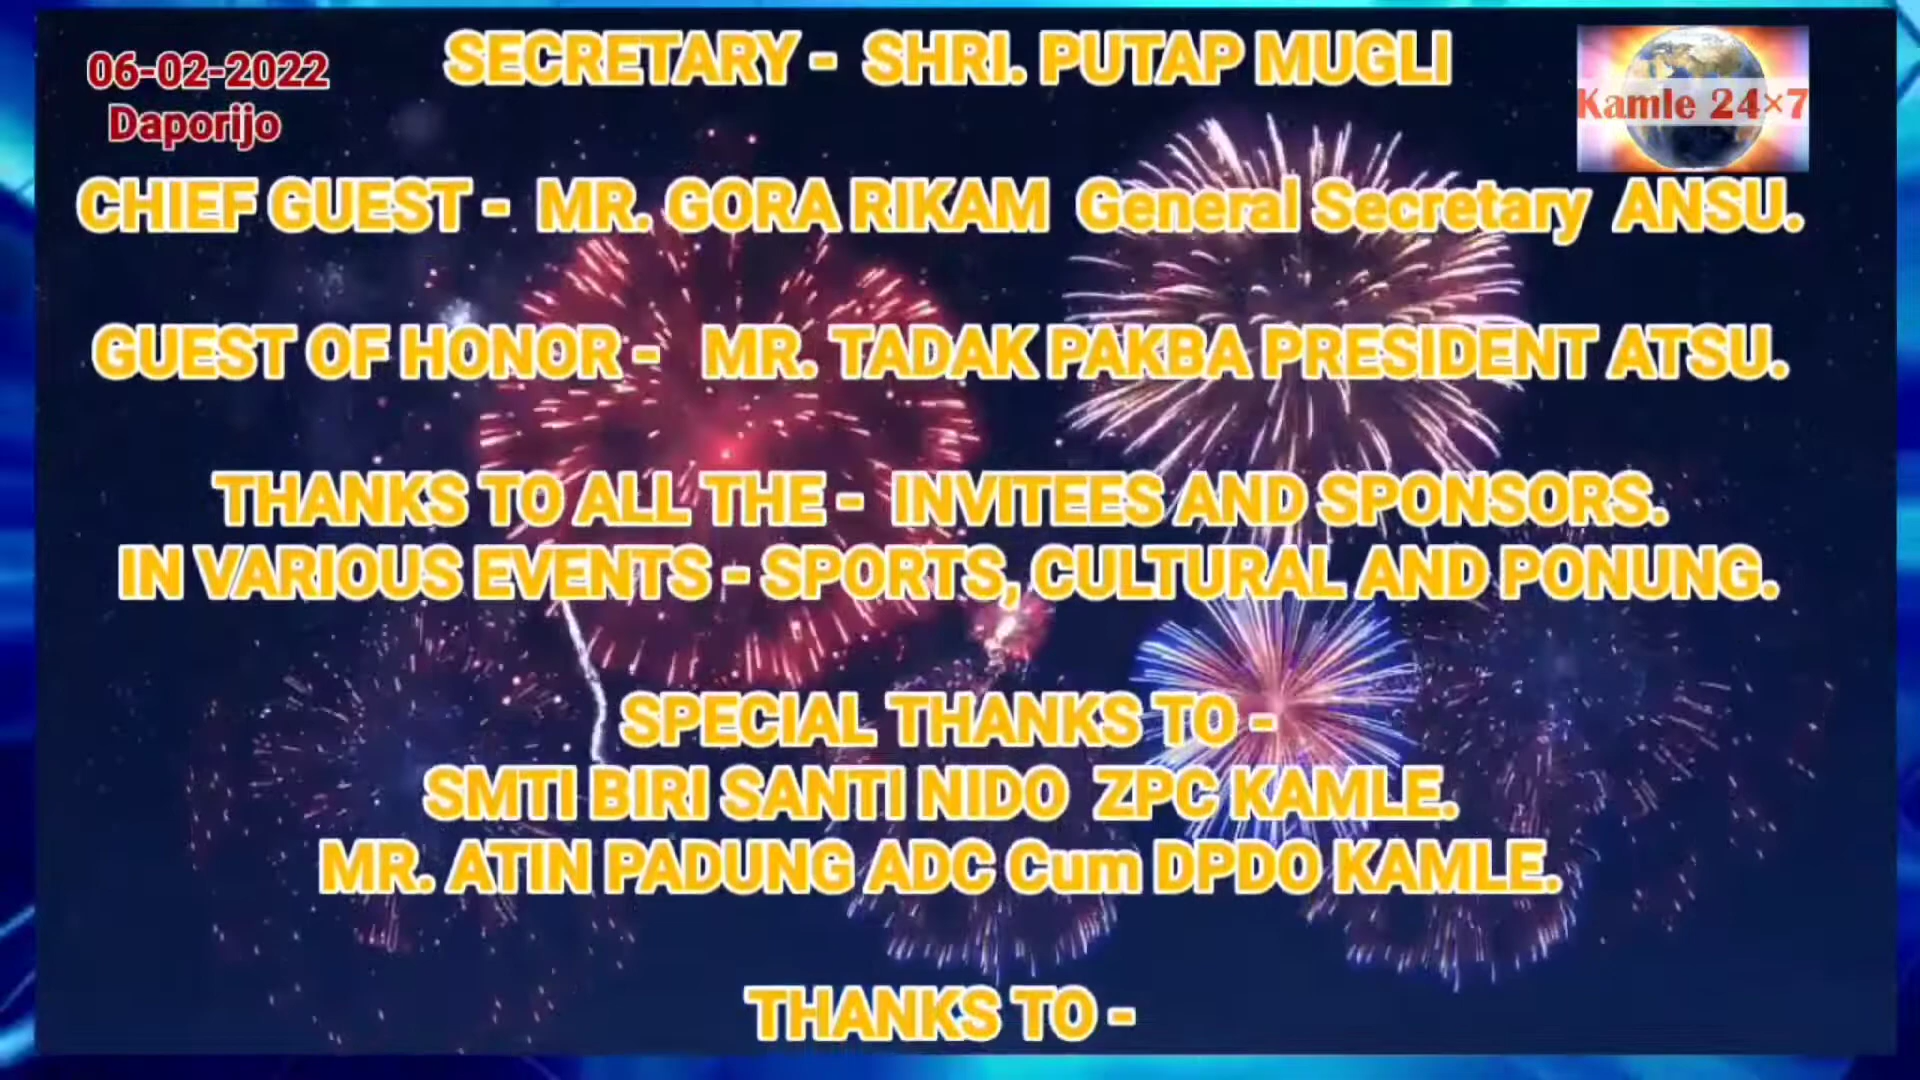 06-02-2022
Daporijo
SECRETARY - SHRI. PUTAP MUGLI
Kamle 24×7
CHIEF GUEST - MR. GORA RIKAM General Secretary ANSU.
GUEST OF HONOR - MR. TADAK PAKBA PRESIDENT ATSU.
THANKS TO ALL THE - INVITEES AND SPONSORS.
IN VARIOUS EVENTS - SPORTS, CULTURAL AND PONUNG.
SPECIAL THANKS TO -
SMTI BIRI SANTI NIDO ZPC KAMLE.
MR. ATIN PADUNG ADC Cum DPDO KAMLE.
THANKS TO -